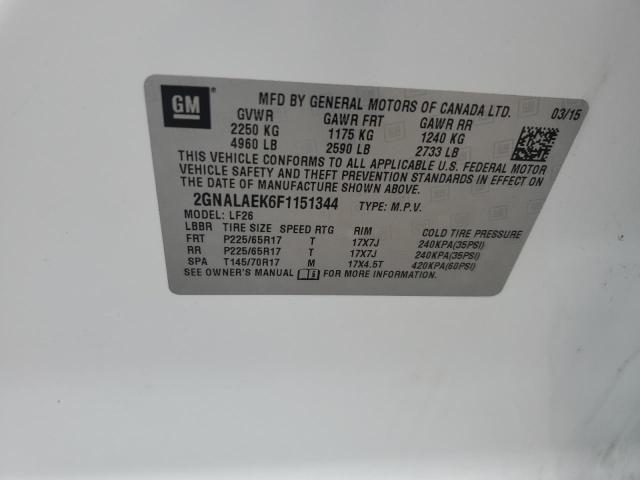 GM
MFD BY GENERAL MOTORS OF CANADA LTD. 03/15
GVWR GAWR FRT GAWR RR
2250 KG 1175 KG 1240 KG
4960 LB 2590 LB 2733 LB
THIS VEHICLE CONFORMS TO ALL APPLICABLE U.S. FEDERAL MOTOR
VEHICLE SAFETY AND THEFT PREVENTION STANDARDS IN EFFECT ON
THE DATE OF MANUFACTURE SHOWN ABOVE.
2GNALAEK6F1151344 TYPE: M.P.V.
MODEL: LF26
LBBR TIRE SIZE SPEED RTG RIM COLD TIRE PRESSURE
FRT P225/65R17 T 17X7J 240KPA(35PSI)
RR P225/65R17 T 17X7J 240KPA(35PSI)
SPA T145/70R17 M 17X4.5T 420KPA(60PSI)
SEE OWNER'S MANUAL FOR MORE INFORMATION.